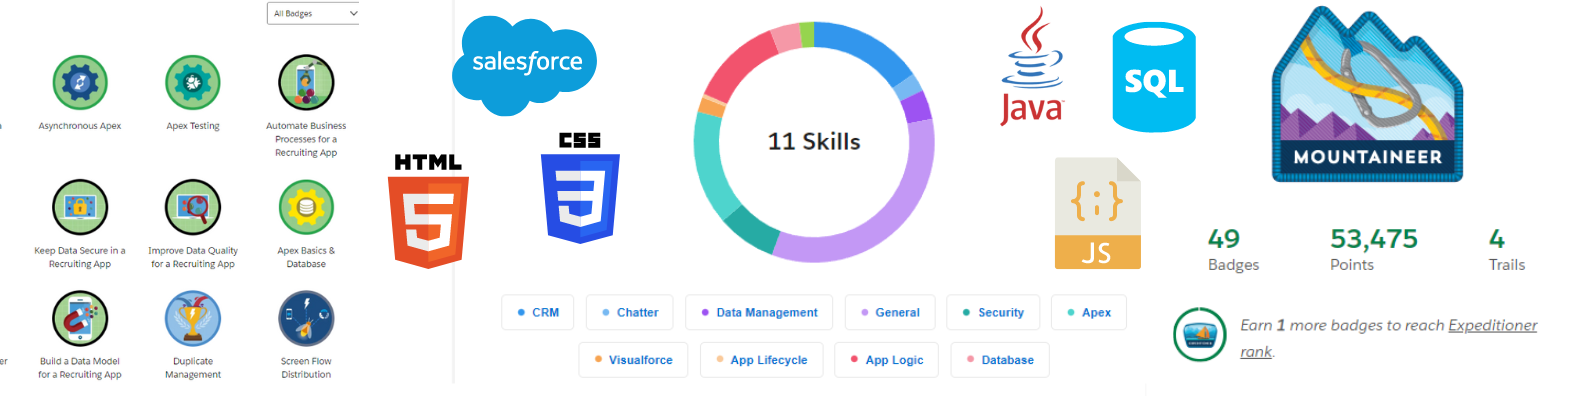 All Badges
Asynchronous Apex
Apex Testing
Automate Business
Processes for a
Recruiting App
Keep Data Secure in a
Recruiting App
Improve Data Quality
for a Recruiting App
Apex Basics &
Database
Build a Data Model
for a Recruiting App
Duplicate
Management
Screen Flow
Distribution
HTML
5
salesforce
CSS
3
11 Skills
CRM
Chatter
Data Management
General
Security
Apex
Visualforce
App Lifecycle
App Logic
Database
Java
SQL
{;}
JS
MOUNTAINEER
49
Badges
53,475
Points
4
Trails
Earn 1 more badges to reach Expeditioner
rank.